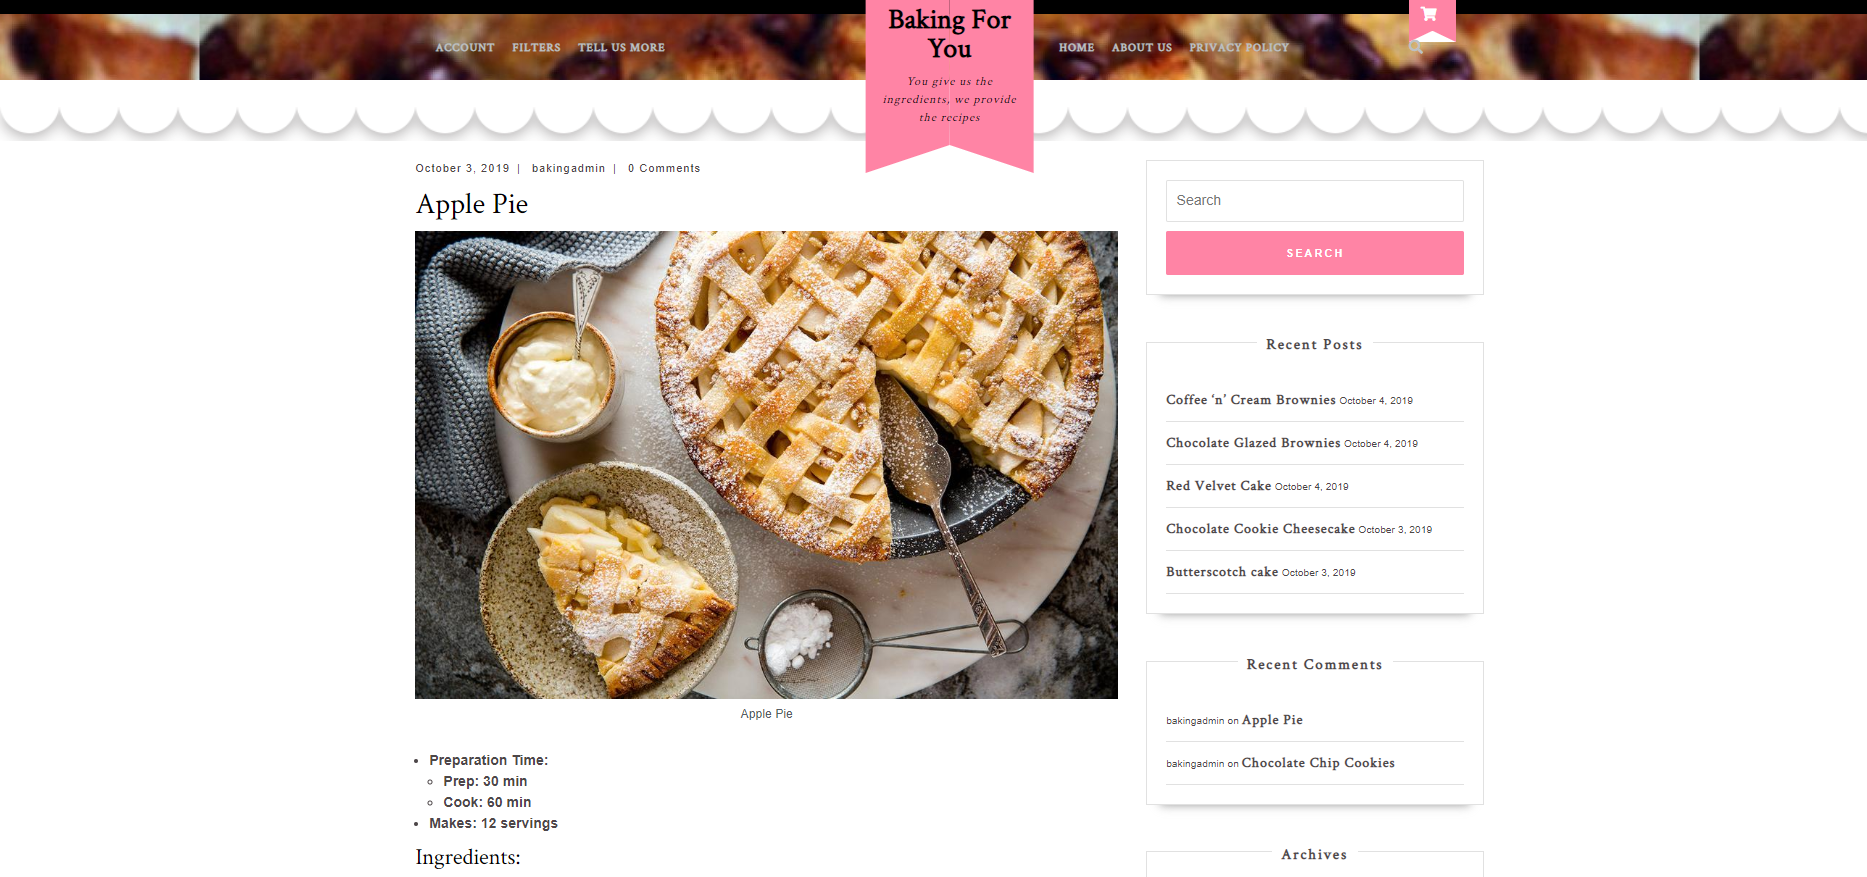 ACCOUNT FILTERS TELL US MORE
Baking For
You
You give us the
ingredients, we provide
the recipes
HOME ABOUT US PRIVACY POLICY
October 3, 2019 | bakingadmin | 0 Comments
Apple Pie
Apple Pie
Preparation Time:
Prep: 30 min
Cook: 60 min
Makes: 12 servings
Ingredients:
Search
SEARCH
Recent Posts
Coffee ‘n’ Cream Brownies October 4, 2019
Chocolate Glazed Brownies October 4, 2019
Red Velvet Cake October 4, 2019
Chocolate Cookie Cheesecake October 3, 2019
Butterscotch cake October 3, 2019
Recent Comments
bakingadmin on Apple Pie
bakingadmin on Chocolate Chip Cookies
Archives